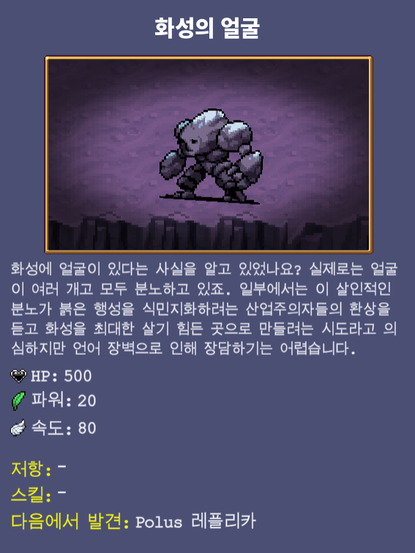 화성의 얼굴
화성에 얼굴이 있다는 사실을 알고 있었나요? 실제로는 얼굴
이 여러 개고 모두 분노하고 있죠. 일부에서는 이 살인적인
분노가 붉은 행성을 식민지화하려는 산업주의자들의 환상을
듣고 화성을 최대한 살기 힘든 곳으로 만들려는 시도라고 의
심하지만 언어 장벽으로 인해 장담하기는 어렵습니다.
HP: 500
파워: 20
속도: 80
저항: -
스킬: -
다음에서 발견: Polus 레플리카